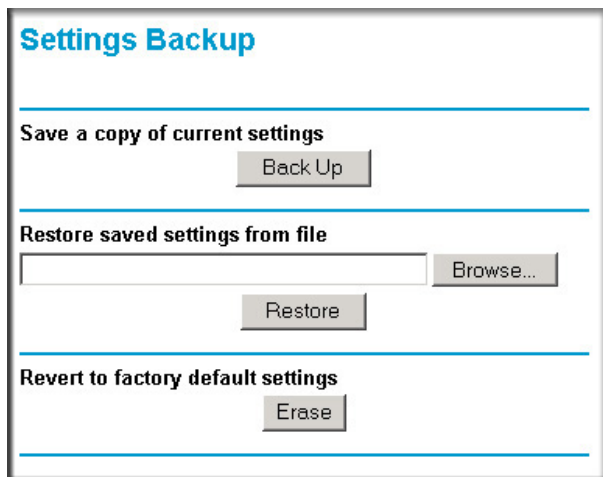 Settings Backup
Save a copy of current settings
Back Up
Restore saved settings from file
Browse...
Restore
Revert to factory default settings
Erase